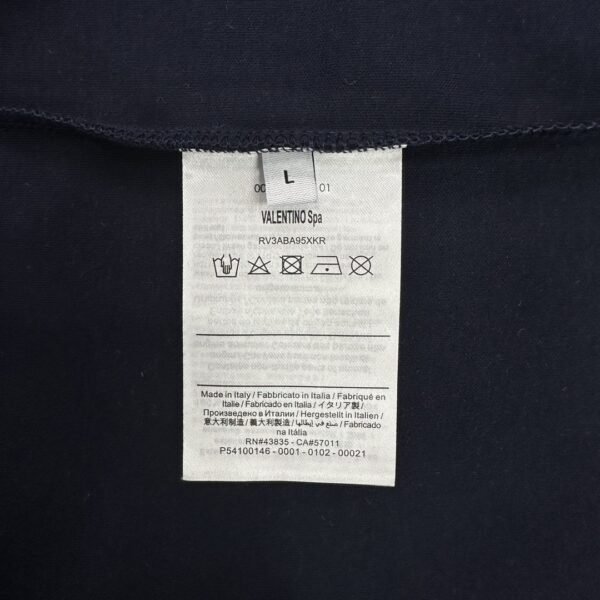 L
00 01
VALENTINO Spa
RV3ABA95XKR
Made in Italy / Fabbricato in Italia / Fabriqué en
Italie / Fabricado en Italia / イタリア製 /
Произведено в Италии / Hergestellt in Italien /
意大利制造 / 義大利製造 / صنع في إيطاليا / Fabricado
na Itália
RN#43835 - CA#57011
P54100146 - 0001 - 0102 - 00021